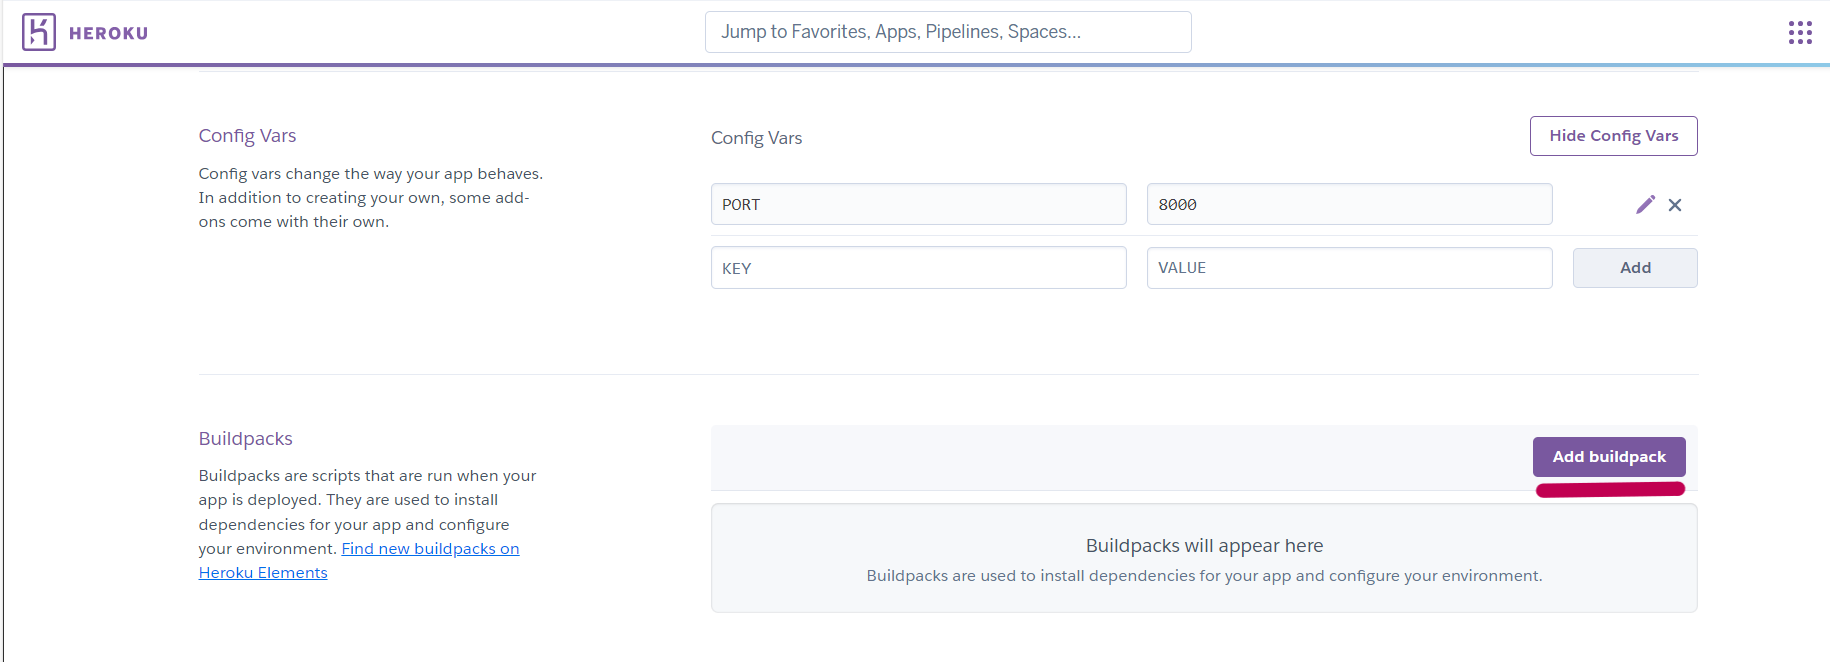 HEROKU
Jump to Favorites, Apps, Pipelines, Spaces...
Config Vars
Config vars change the way your app behaves.
In addition to creating your own, some add-
ons come with their own.
Config Vars
Hide Config Vars
PORT
8000
KEY
VALUE
Add
Buildpacks
Buildpacks are scripts that are run when your
app is deployed. They are used to install
dependencies for your app and configure
your environment. Find new buildpacks on
Heroku Elements
Add buildpack
Buildpacks will appear here
Buildpacks are used to install dependencies for your app and configure your environment.